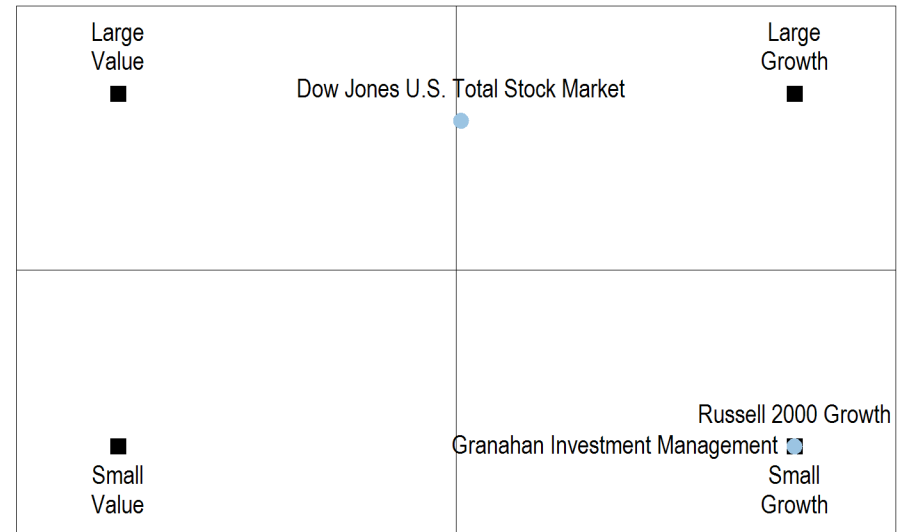 Large
Value
Large
Growth
Dow Jones U.S. Total Stock Market
Russell 2000 Growth
Granahan Investment Management
Small
Value
Small
Growth